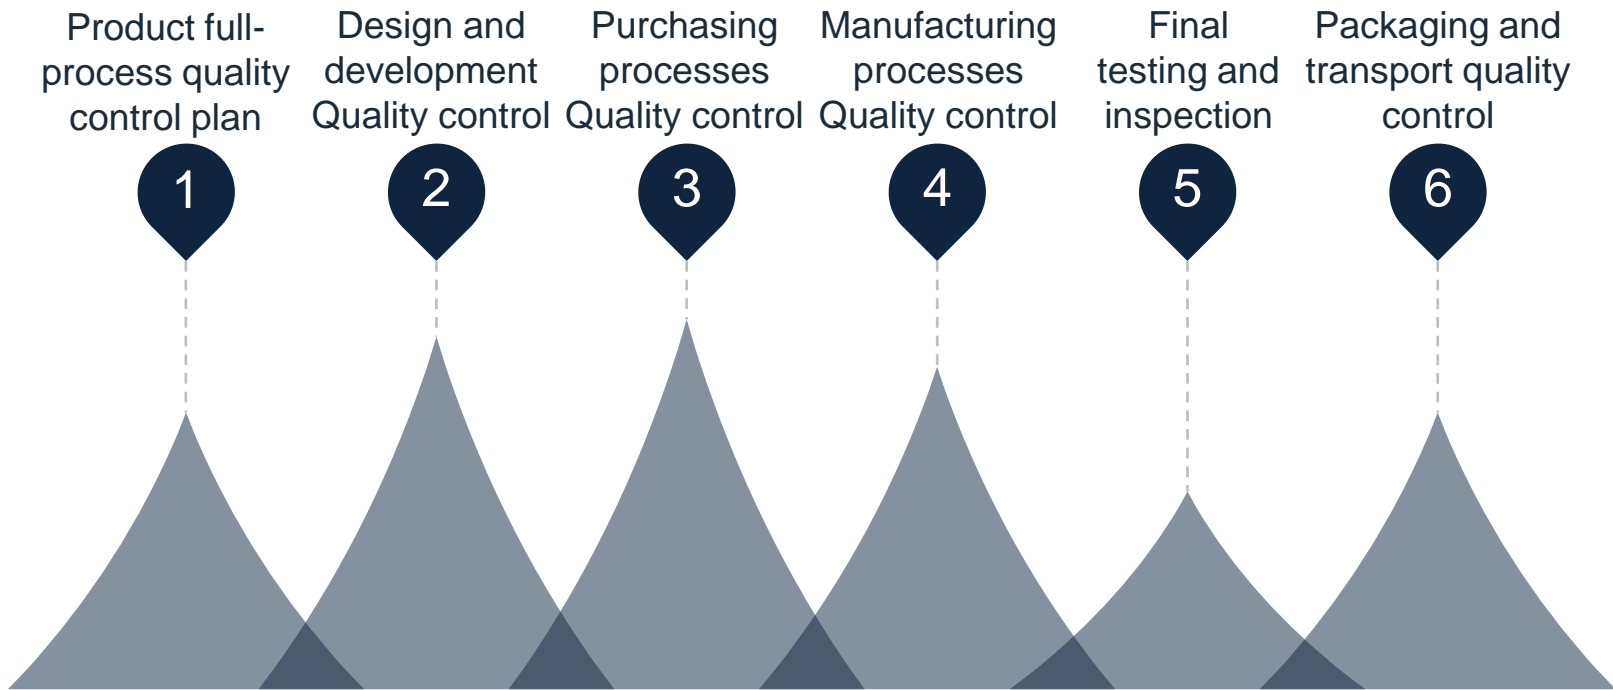 Product full-
process quality
control plan
Design and
development
Quality control
Purchasing
processes
Quality control
Manufacturing
processes
Quality control
Final
testing and
inspection
Packaging and
transport quality
control
1
2
3
4
5
6